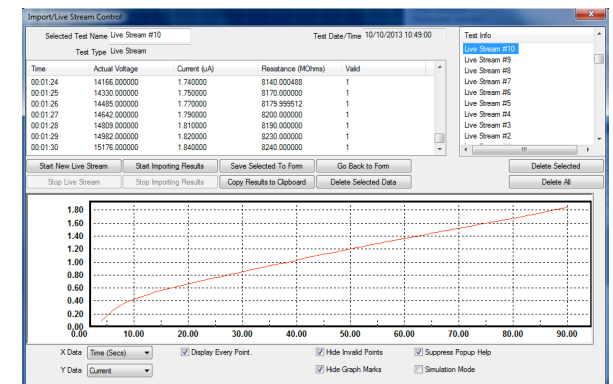 Import/Live Stream Control
Selected Test Name Live Stream #10 Test Date/Time 10/10/2013 10:49:00
Test Type Live Stream
Time Actual Voltage Current (uA) Resistance (MOhms) Valid
00:01:24 14166.000000 1.740000 8140.000488 1
00:01:25 14330.000000 1.750000 8170.000000 1
00:01:26 14485.000000 1.770000 8179.999512 1
00:01:27 14642.000000 1.790000 8200.000000 1
00:01:28 14809.000000 1.810000 8190.000000 1
00:01:29 14982.000000 1.820000 8230.000000 1
00:01:30 15176.000000 1.840000 8240.000000 1
Test Info
Live Stream #10
Live Stream #9
Live Stream #8
Live Stream #7
Live Stream #6
Live Stream #5
Live Stream #4
Live Stream #3
Live Stream #2
Start New Live Stream Start Importing Results Save Selected To Form Go Back to Form Delete Selected
Stop Live Stream Stop Importing Results Copy Results to Clipboard Delete Selected Data Delete All
1.80
1.60
1.40
1.20
1.00
0.80
0.60
0.40
0.20
0.00
0.00 10.00 20.00 30.00 40.00 50.00 60.00 70.00 80.00 90.00
X Data Time (Secs) Display Every Point. Hide Invalid Points Suppress Popup Help
Y Data Current Hide Graph Marks Simulation Mode